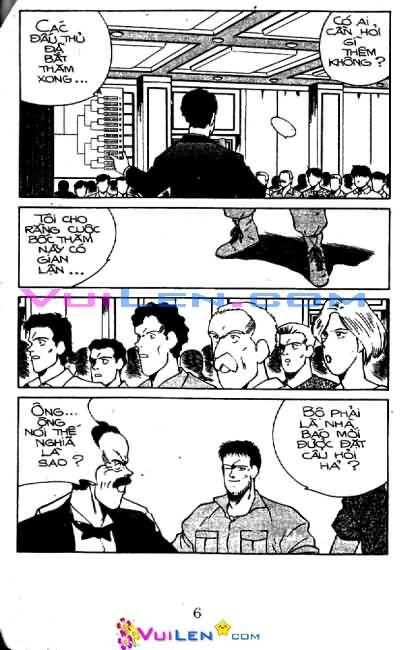 CÁC
ĐẤU THỦ
ĐÃ
BẮT
THĂM
XONG...
CÓ AI
CẦN HỎI
GÌ
THÊM
KHÔNG?
TÔI CHO
RẰNG CUỘC
BỐC THĂM
NÀY CÓ
GIAN
LẬN...
VUILEN.COM
ÔNG...
ÔNG
NÓI THẾ
NGHĨA
LÀ
SAO?
BỘ PHẢI
LÀ NHÀ
BÁO MỚI
ĐƯỢC ĐẶT
CÂU HỎI
HẢ?
6
VUILEN.COM